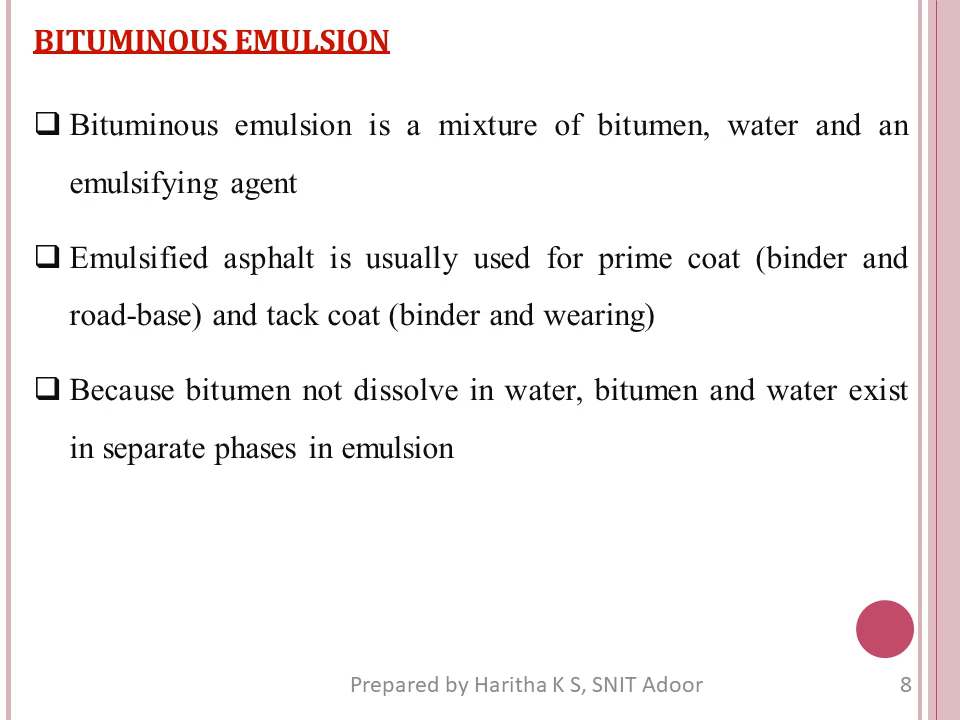 BITUMINOUS EMULSION
Bituminous emulsion is a mixture of bitumen, water and an
emulsifying agent
Emulsified asphalt is usually used for prime coat (binder and
road-base) and tack coat (binder and wearing)
Because bitumen not dissolve in water, bitumen and water exist
in separate phases in emulsion
Prepared by Haritha K S, SNIT Adoor 8